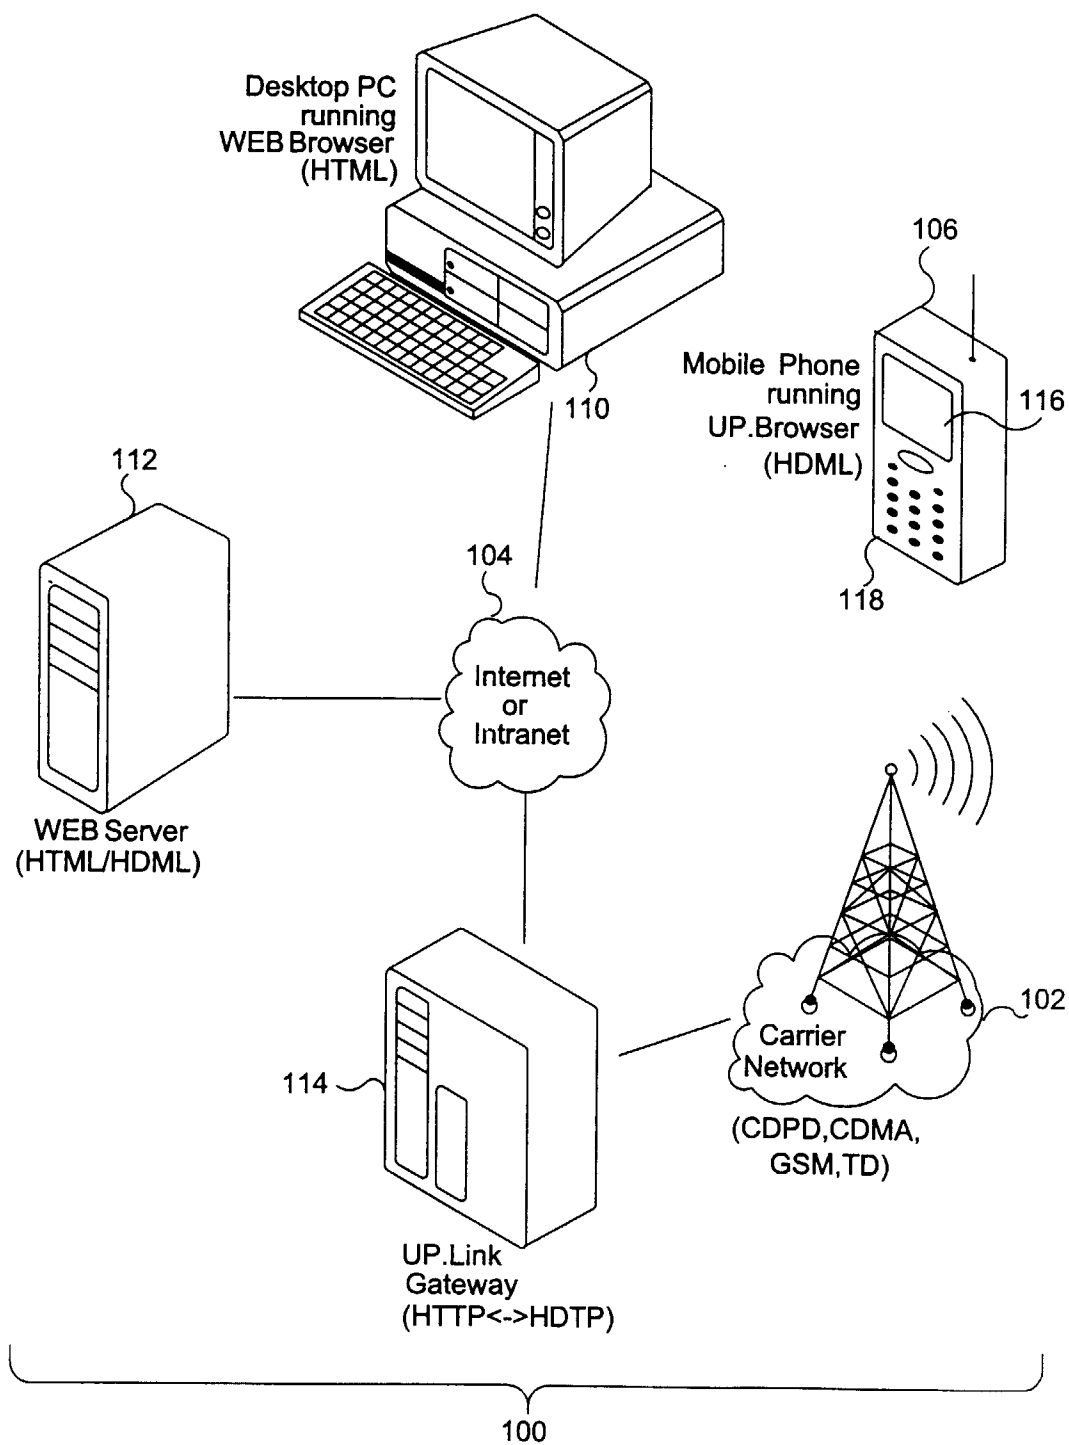 Desktop PC
running
WEB Browser
(HTML)
110
106
Mobile Phone
running
UP.Browser
(HDML)
116
118
112
WEB Server
(HTML/HDML)
104
Internet
or
Intranet
102
Carrier
Network
(CDPD,CDMA,
GSM,TD)
114
UP.Link
Gateway
(HTTP<->HDTP)
100